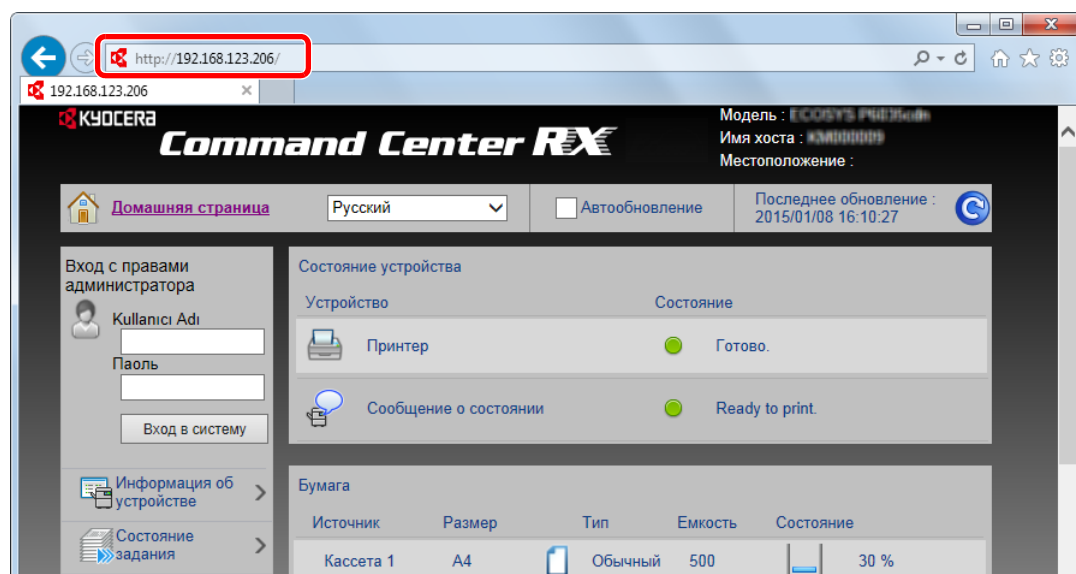 http://192.168.123.206/
192.168.123.206
KYOCERA
Command Center RX
Модель :
Имя хоста :
Местоположение :
Домашняя страница
Русский
Автообновление
Последнее обновление :
2015/01/08 16:10:27
Вход с правами
администратора
Kullanıcı Adı
Паоль
Вход в систему
Информация об
устройстве
Состояние
задания
Состояние устройства
Устройство Состояние
Принтер Готово.
Сообщение о состоянии Ready to print.
Бумага
Источник Размер Тип Емкость Состояние
Кассета 1 A4 Обычный 500 30 %